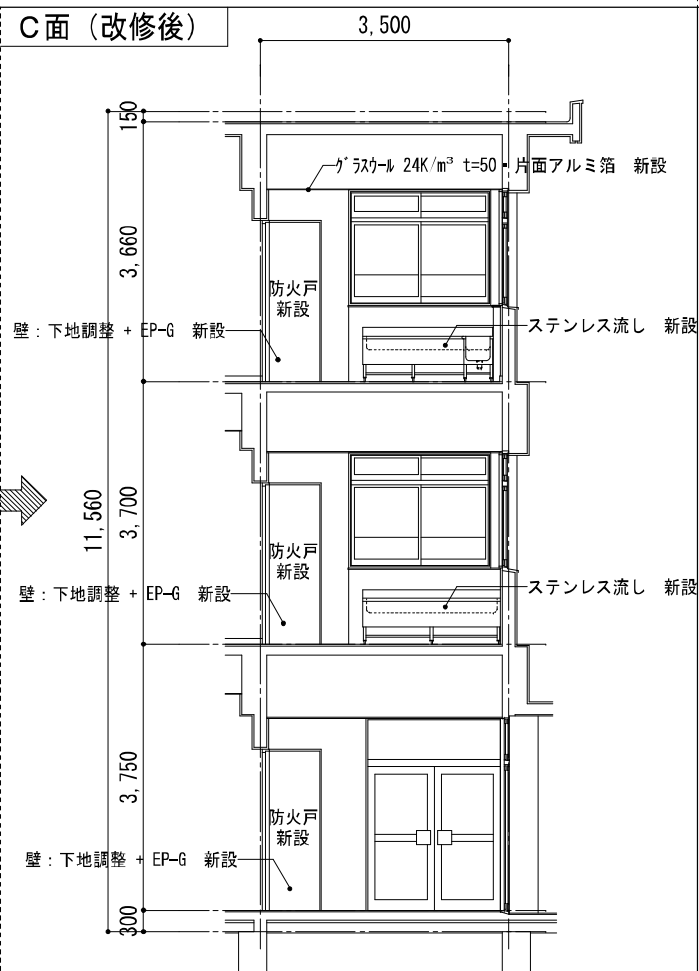 C面（改修後）
3,500
150
ｸﾞﾗｽｳｰﾙ 24K/m³ t=50 片面アルミ箔　新設
3,660
防火戸
新設
壁：下地調整 + EP-G　新設
ステンレス流し　新設
11,560
3,700
防火戸
新設
壁：下地調整 + EP-G　新設
ステンレス流し　新設
3,750
防火戸
新設
壁：下地調整 + EP-G　新設
300